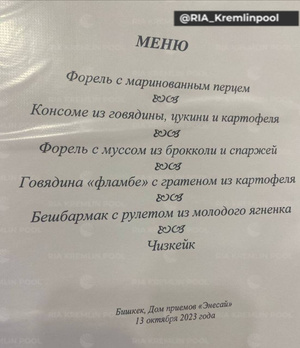 @RIA_Kremlinpool
МЕНЮ
Форель с маринованным перцем
Консоме из говядины, цукини и картофеля
Форель с муссом из брокколи и спаржей
Говядина «фламбе» с гратеном из картофеля
Бешбармак с рулетом из молодого ягненка
Чизкейк
Бишкек, Дом приемов «Энесай»
13 октября 2023 года